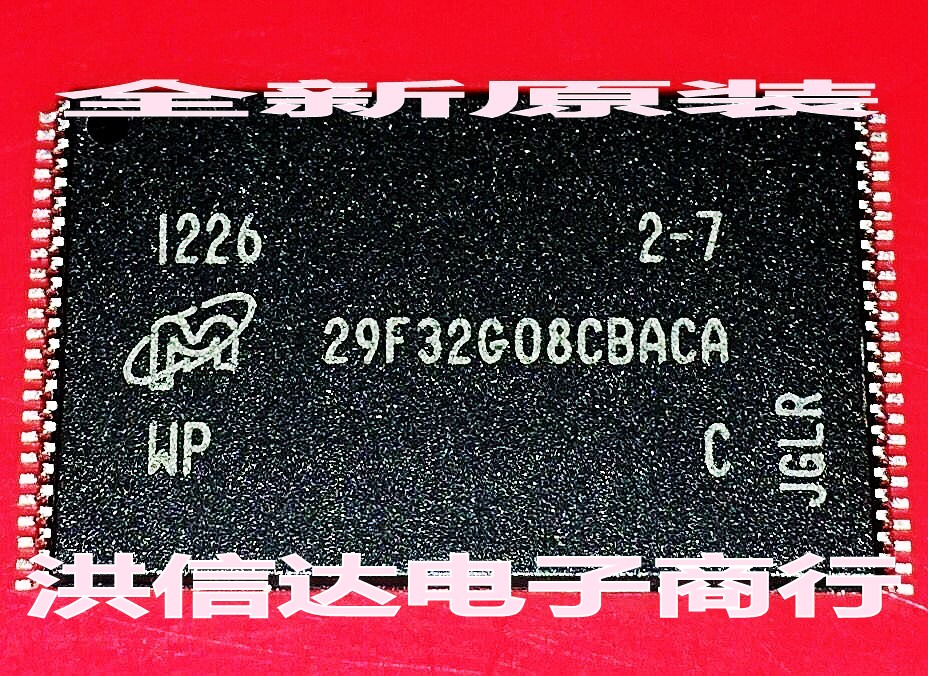 全新原装
1226 2-7
29F32G08CBACA
WP C
JGLR
洪信达电子商行